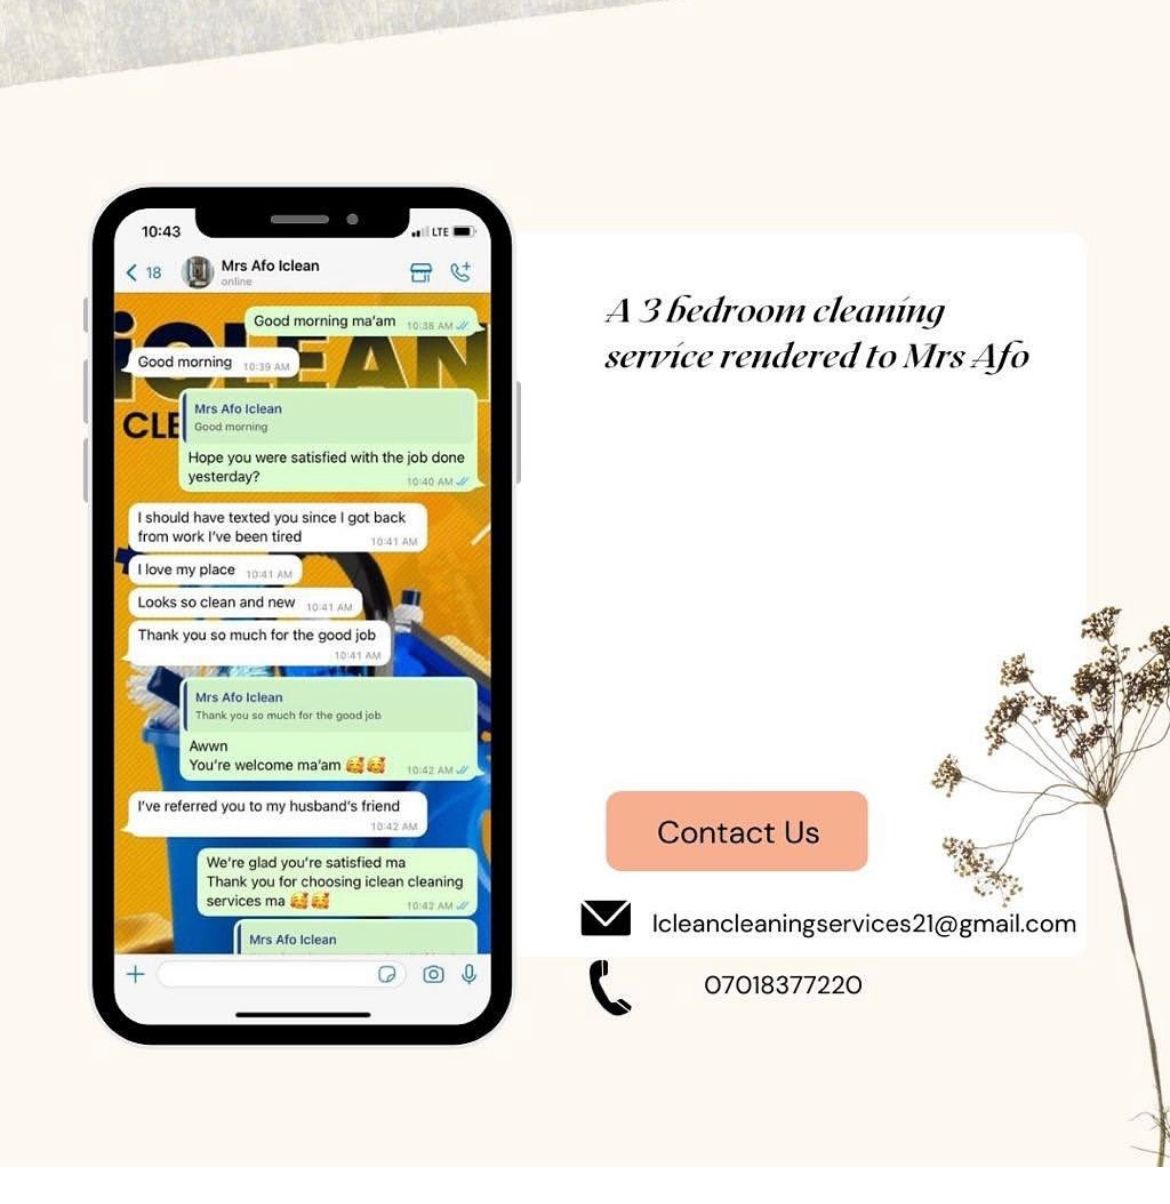 10:43
LTE
18
Mrs Afo Iclean
online
iCLEAN
CLE
Good morning ma'am 10:38 AM
Good morning 10:39 AM
Mrs Afo Iclean
Good morning
Hope you were satisfied with the job done
yesterday?
10:40 AM
I should have texted you since I got back
from work I've been tired
10:41 AM
I love my place 10:41 AM
Looks so clean and new 10:41 AM
Thank you so much for the good job
10:41 AM
Mrs Afo Iclean
Thank you so much for the good job
Awwn
You're welcome ma'am 🥰🥰 10:42 AM
I've referred you to my husband's friend
10:42 AM
We're glad you're satisfied ma
Thank you for choosing iclean cleaning
services ma 🥰🥰 10:42 AM
Mrs Afo Iclean
A 3 bedroom cleaning
service rendered to Mrs Afo
Contact Us
Icleancleaningservices21@gmail.com
07018377220